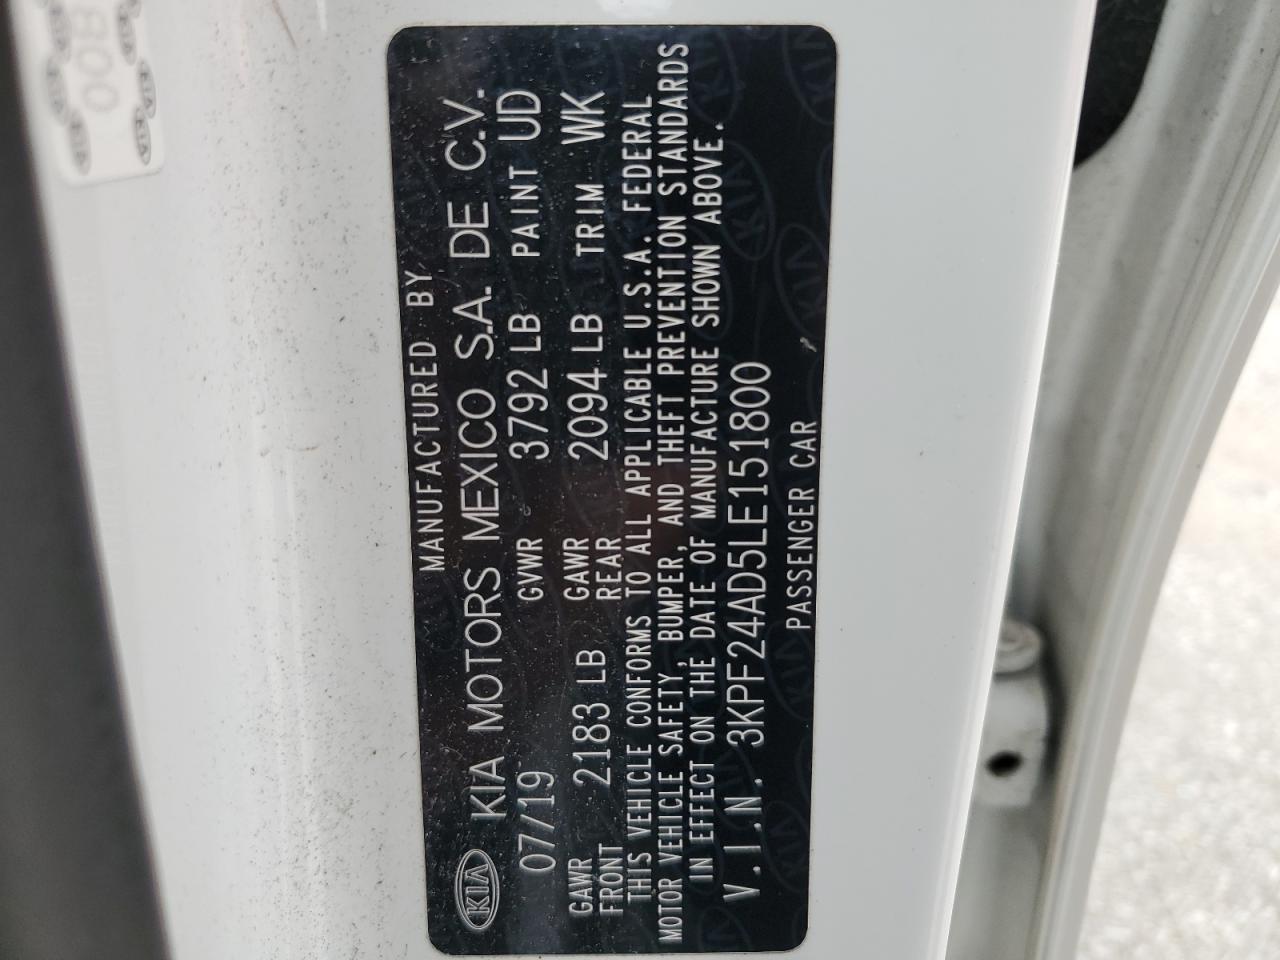 MANUFACTURED BY
KIA KIA MOTORS MEXICO S.A. DE C.V.
07/19 GVWR 3792 LB PAINT UD
GAWR FRONT 2183 LB GAWR REAR 2094 LB TRIM WK
THIS VEHICLE CONFORMS TO ALL APPLICABLE U.S.A. FEDERAL
MOTOR VEHICLE SAFETY, BUMPER, AND THEFT PREVENTION STANDARDS
IN EFFECT ON THE DATE OF MANUFACTURE SHOWN ABOVE.
V.I.N. 3KPF24AD5LE151800
PASSENGER CAR